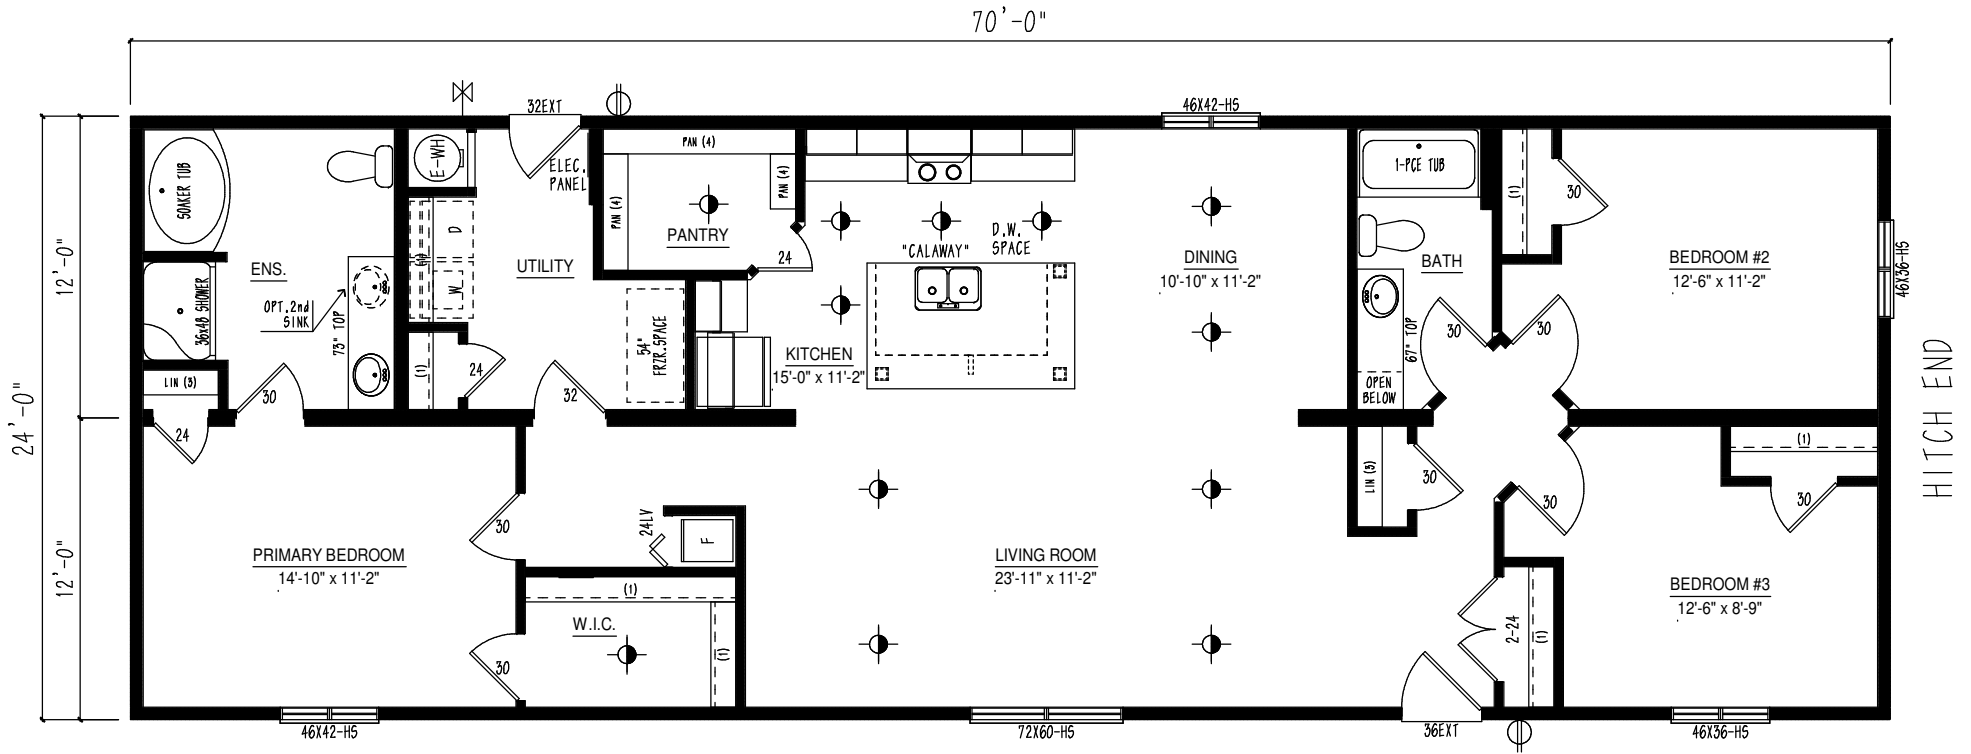 70'-0"
32EXT
46X42-HS
E-WH
ELEC.
PANEL
PAN (4)
PAN (4)
PAN (4)
SOAKER TUB
1-PCE TUB
(1)
30
D
PANTRY
24
"CALAWAY"
D.W.
SPACE
DINING
10'-10" x 11'-2"
BATH
BEDROOM #2
12'-6" x 11'-2"
46X36-HS
12'-0"
ENS.
UTILITY
(1)
W
OPT.2nd
SINK
36x48 SHOWER
73" TOP
54"
FRZR.SPACE
KITCHEN
15'-0" x 11'-2"
67" TOP
30
30
OPEN
BELOW
LIN (3)
30
(1)
24
32
24'-0"
HITCH END
24
LIN (3)
30
30
(1)
30
12'-0"
30
24LV
F
PRIMARY BEDROOM
14'-10" x 11'-2"
LIVING ROOM
23'-11" x 11'-2"
BEDROOM #3
12'-6" x 8'-9"
(1)
W.I.C.
(1)
30
2-24
(1)
46X42-HS
72X60-HS
36EXT
46X36-HS